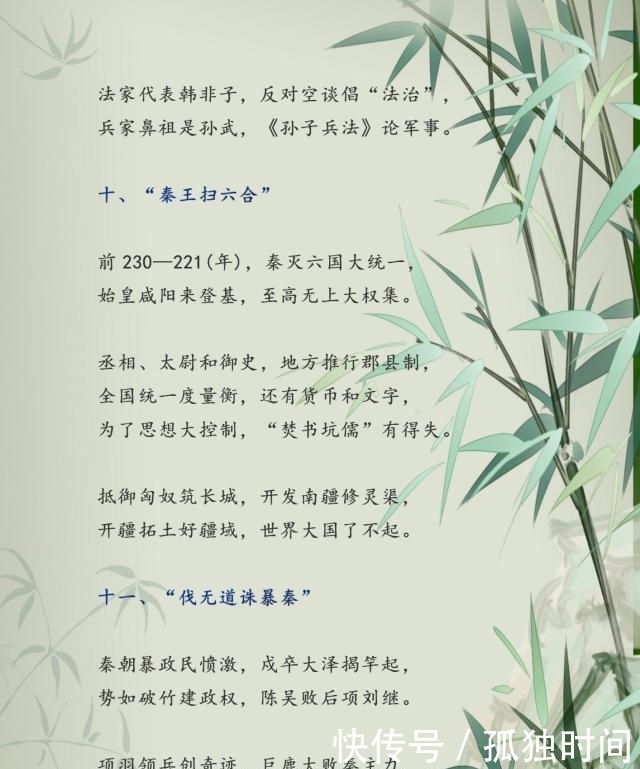 法家代表韩非子，反对空谈倡“法治”，
兵家鼻祖是孙武，《孙子兵法》论军事。
十、“秦王扫六合”
前230—221(年)，秦灭六国大统一，
始皇咸阳来登基，至高无上大权集。
丞相、太尉和御史，地方推行郡县制，
全国统一度量衡，还有货币和文字，
为了思想大控制，“焚书坑儒”有得失。
抵御匈奴筑长城，开发南疆修灵渠，
开疆拓土好疆域，世界大国了不起。
十一、“伐无道诛暴秦”
秦朝暴政民愤激，戍卒大泽揭竿起，
势如破竹建政权，陈吴败后项刘继。
项羽领兵创奇迹，巨鹿大败秦主力
快传号 / 孤独时间